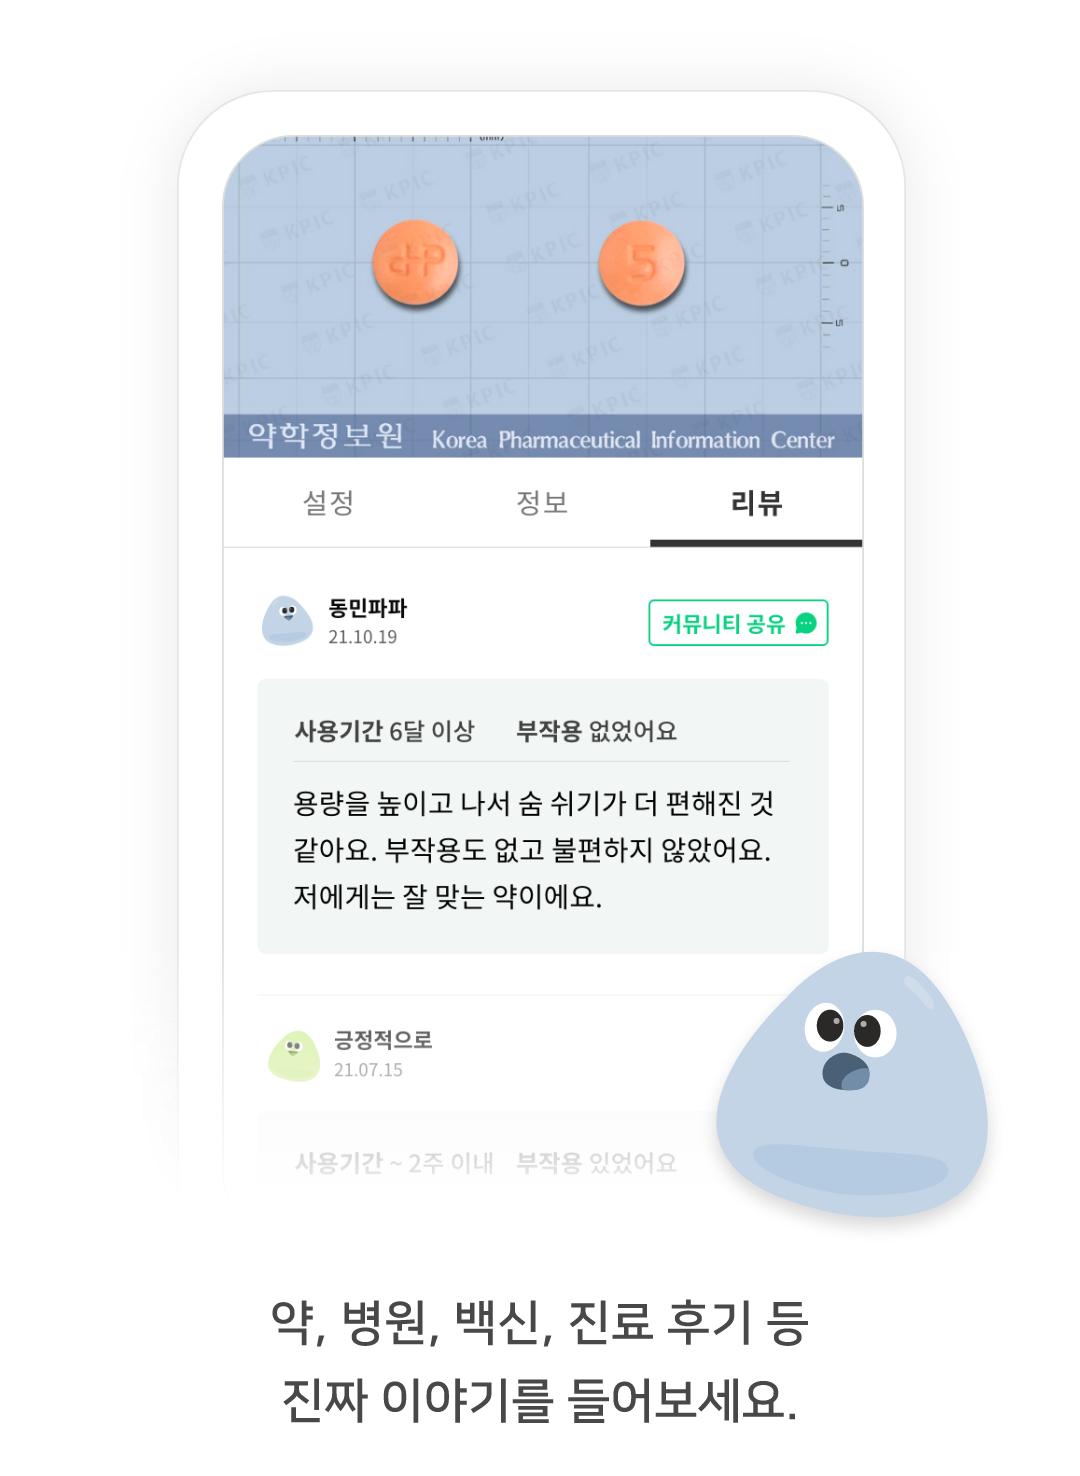 KPIC
5
5
0
5
약학정보원 Korea Pharmaceutical Information Center
설정 정보 리뷰
동민파파
21.10.19
커뮤니티 공유
사용기간 6달 이상 부작용 없었어요
용량을 높이고 나서 숨 쉬기가 더 편해진 것
같아요. 부작용도 없고 불편하지 않았어요.
저에게는 잘 맞는 약이에요.
긍정적으로
21.07.15
사용기간 ~ 2주 이내 부작용 있었어요
약, 병원, 백신, 진료 후기 등
진짜 이야기를 들어보세요.